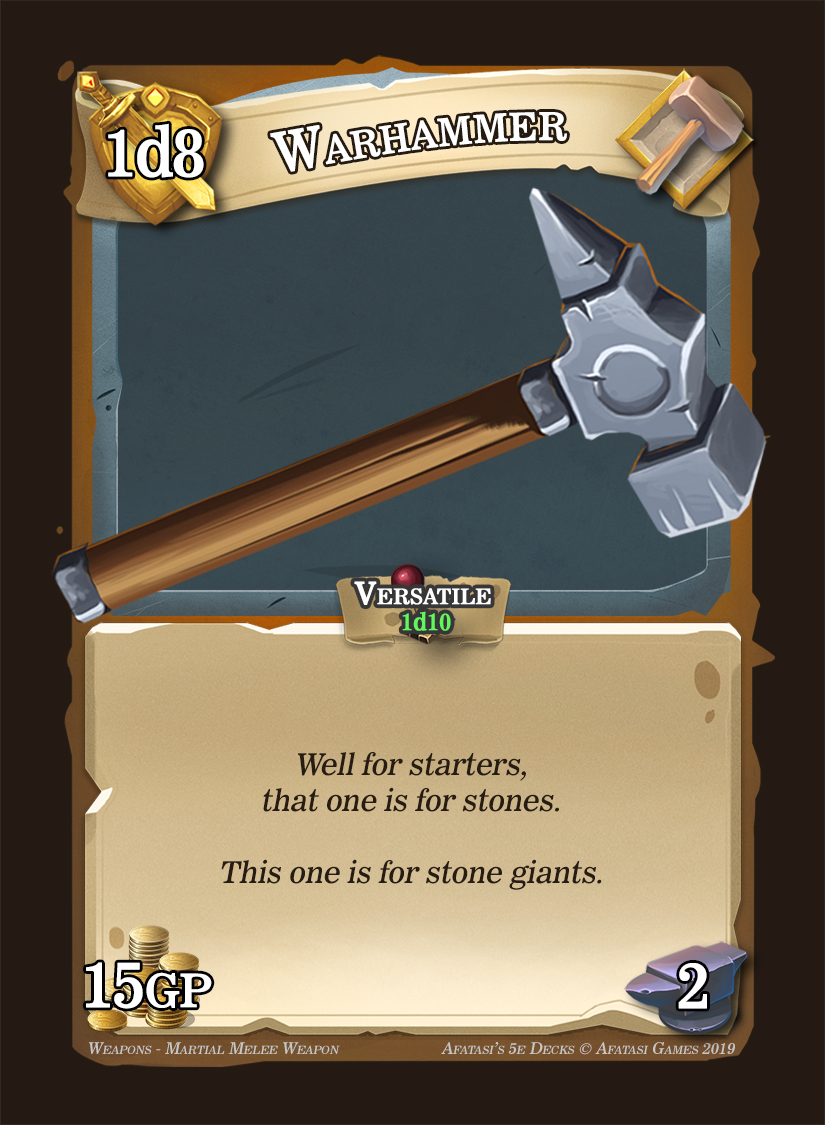 1d8
Warhammer
Versatile
1d10
Well for starters,
that one is for stones.
This one is for stone giants.
15GP
2
Weapons - Martial Melee Weapon
Afatasi's 5e Decks © Afatasi Games 2019